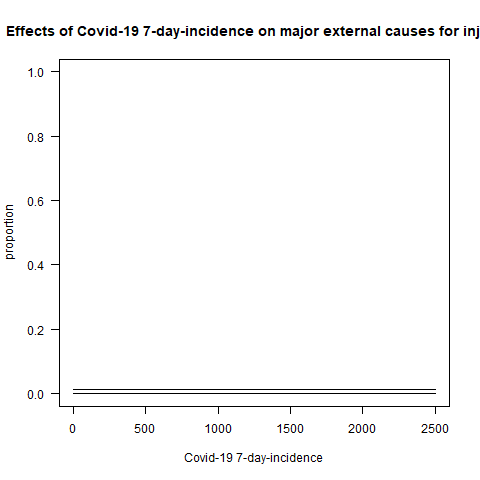 Effects of Covid-19 7-day-incidence on major external causes for inj
1.0
0.8
0.6
0.4
0.2
0.0
proportion
0 500 1000 1500 2000 2500
Covid-19 7-day-incidence